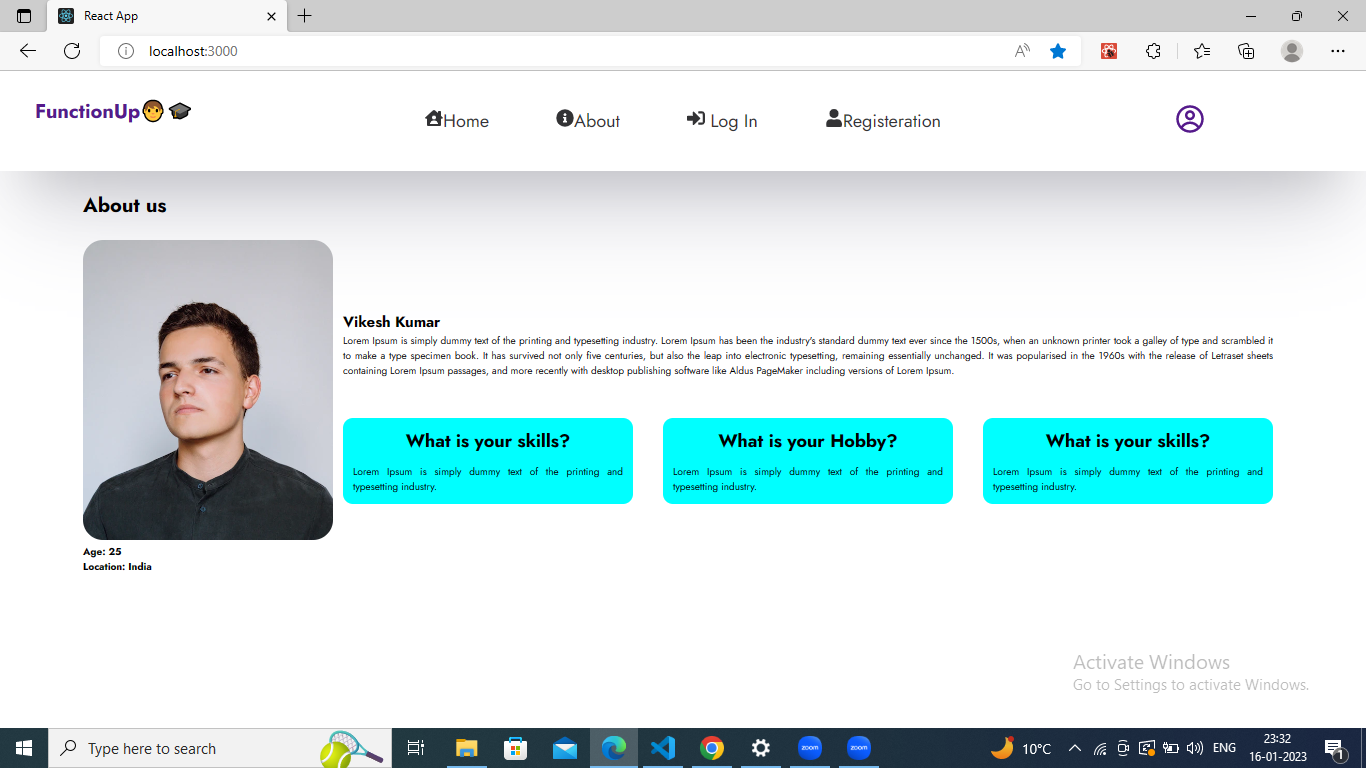 React App
localhost:3000
FunctionUp
Home
About
Log In
Registeration
About us
Vikesh Kumar
Lorem Ipsum is simply dummy text of the printing and typesetting industry. Lorem Ipsum has been the industry's standard dummy text ever since the 1500s, when an unknown printer took a galley of type and scrambled it
to make a type specimen book. It has survived not only five centuries, but also the leap into electronic typesetting, remaining essentially unchanged. It was popularised in the 1960s with the release of Letraset sheets
containing Lorem Ipsum passages, and more recently with desktop publishing software like Aldus PageMaker including versions of Lorem Ipsum.
What is your skills?
Lorem Ipsum is simply dummy text of the printing and
typesetting industry.
What is your Hobby?
Lorem Ipsum is simply dummy text of the printing and
typesetting industry.
What is your skills?
Lorem Ipsum is simply dummy text of the printing and
typesetting industry.
Age: 25
Location: India
Activate Windows
Go to Settings to activate Windows.
Type here to search
zoom
zoom
10°C
ENG
23:32
16-01-2023
1